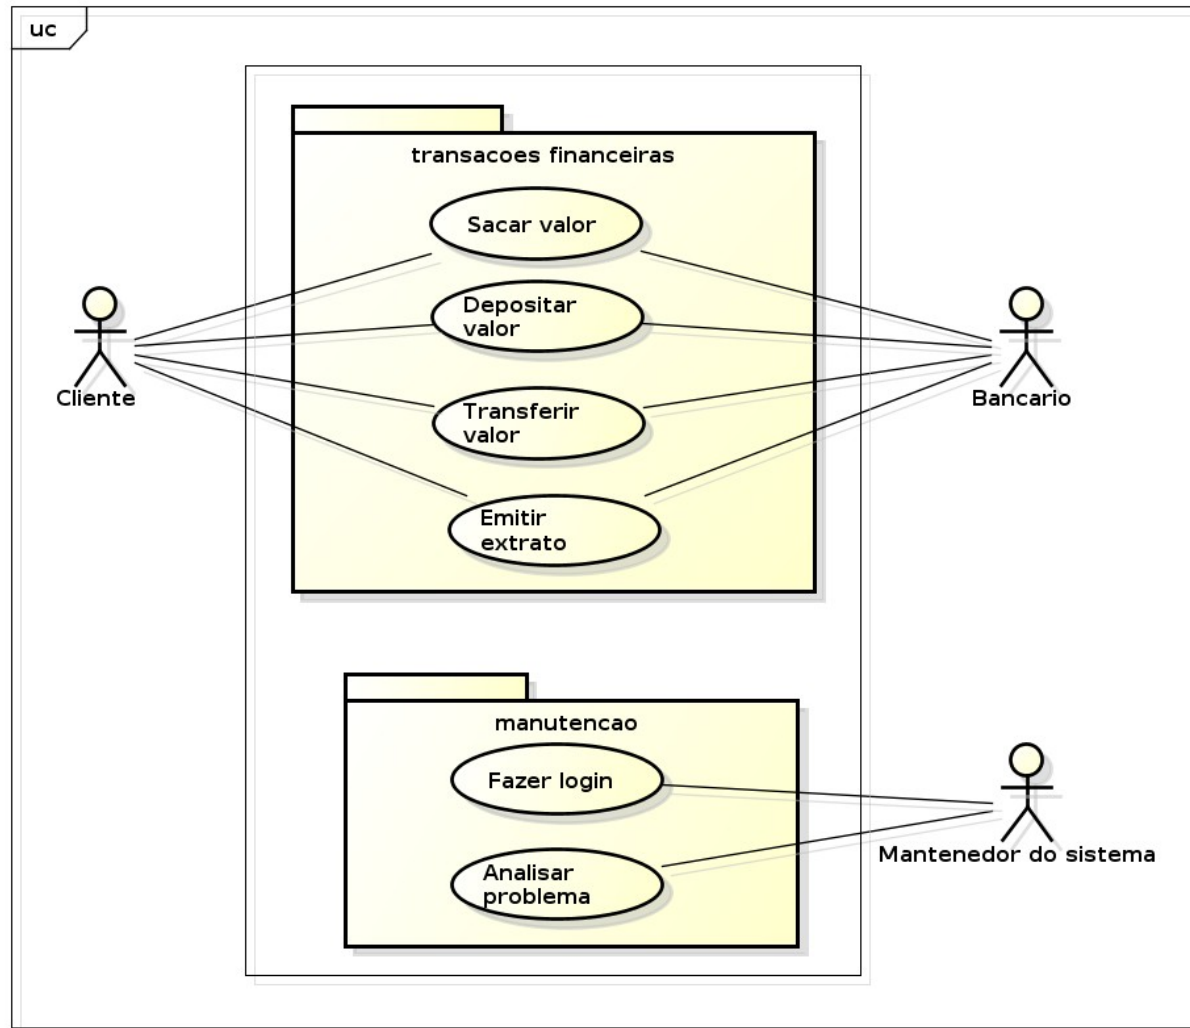 uc
transacoes financeiras
Sacar valor
Depositar
valor
Transferir
valor
Emitir
extrato
Cliente
Bancario
manutencao
Fazer login
Analisar
problema
Mantenedor do sistema